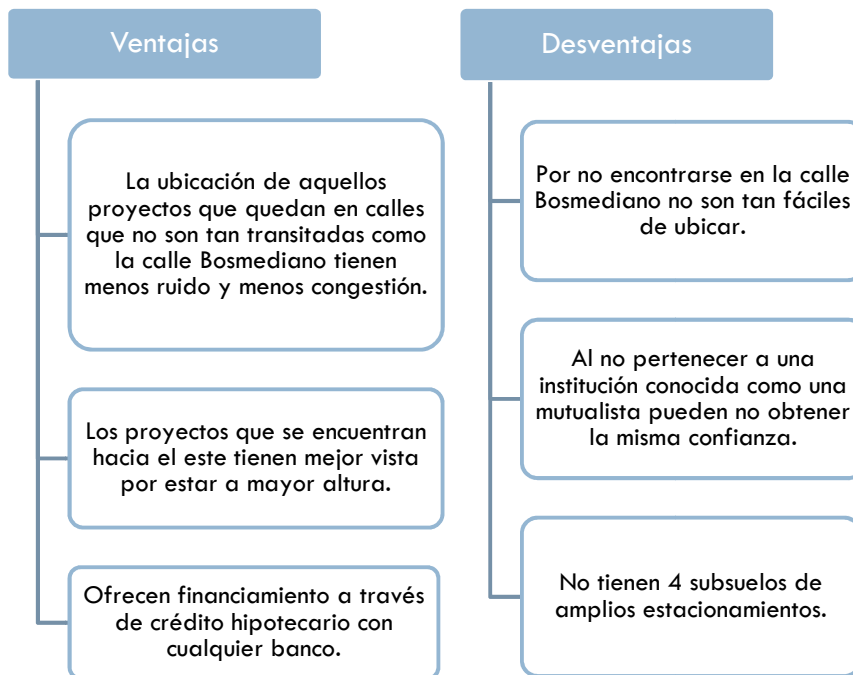 Ventajas
La ubicación de aquellos
proyectos que quedan en calles
que no son tan transitadas como
la calle Bosmediano tienen
menos ruido y menos congestión.
Los proyectos que se encuentran
hacia el este tienen mejor vista
por estar a mayor altura.
Ofrecen financiamiento a través
de crédito hipotecario con
cualquier banco.
Desventajas
Por no encontrarse en la calle
Bosmediano no son tan fáciles
de ubicar.
Al no pertenecer a una
institución conocida como una
mutualista pueden no obtener
la misma confianza.
No tienen 4 subsuelos de
amplios estacionamientos.